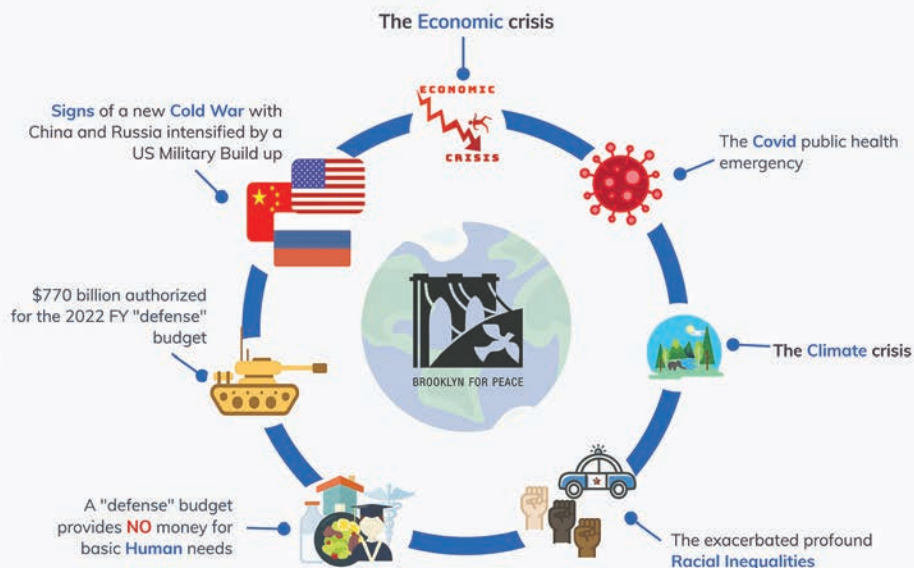 The Economic crisis
ECONOMIC
CRISIS
Signs of a new Cold War with
China and Russia intensified by a
US Military Build up
The Covid public health
emergency
$770 billion authorized
for the 2022 FY "defense"
budget
The Climate crisis
BROOKLYN FOR PEACE
A "defense" budget
provides NO money for
basic Human needs
The exacerbated profound
Racial Inequalities